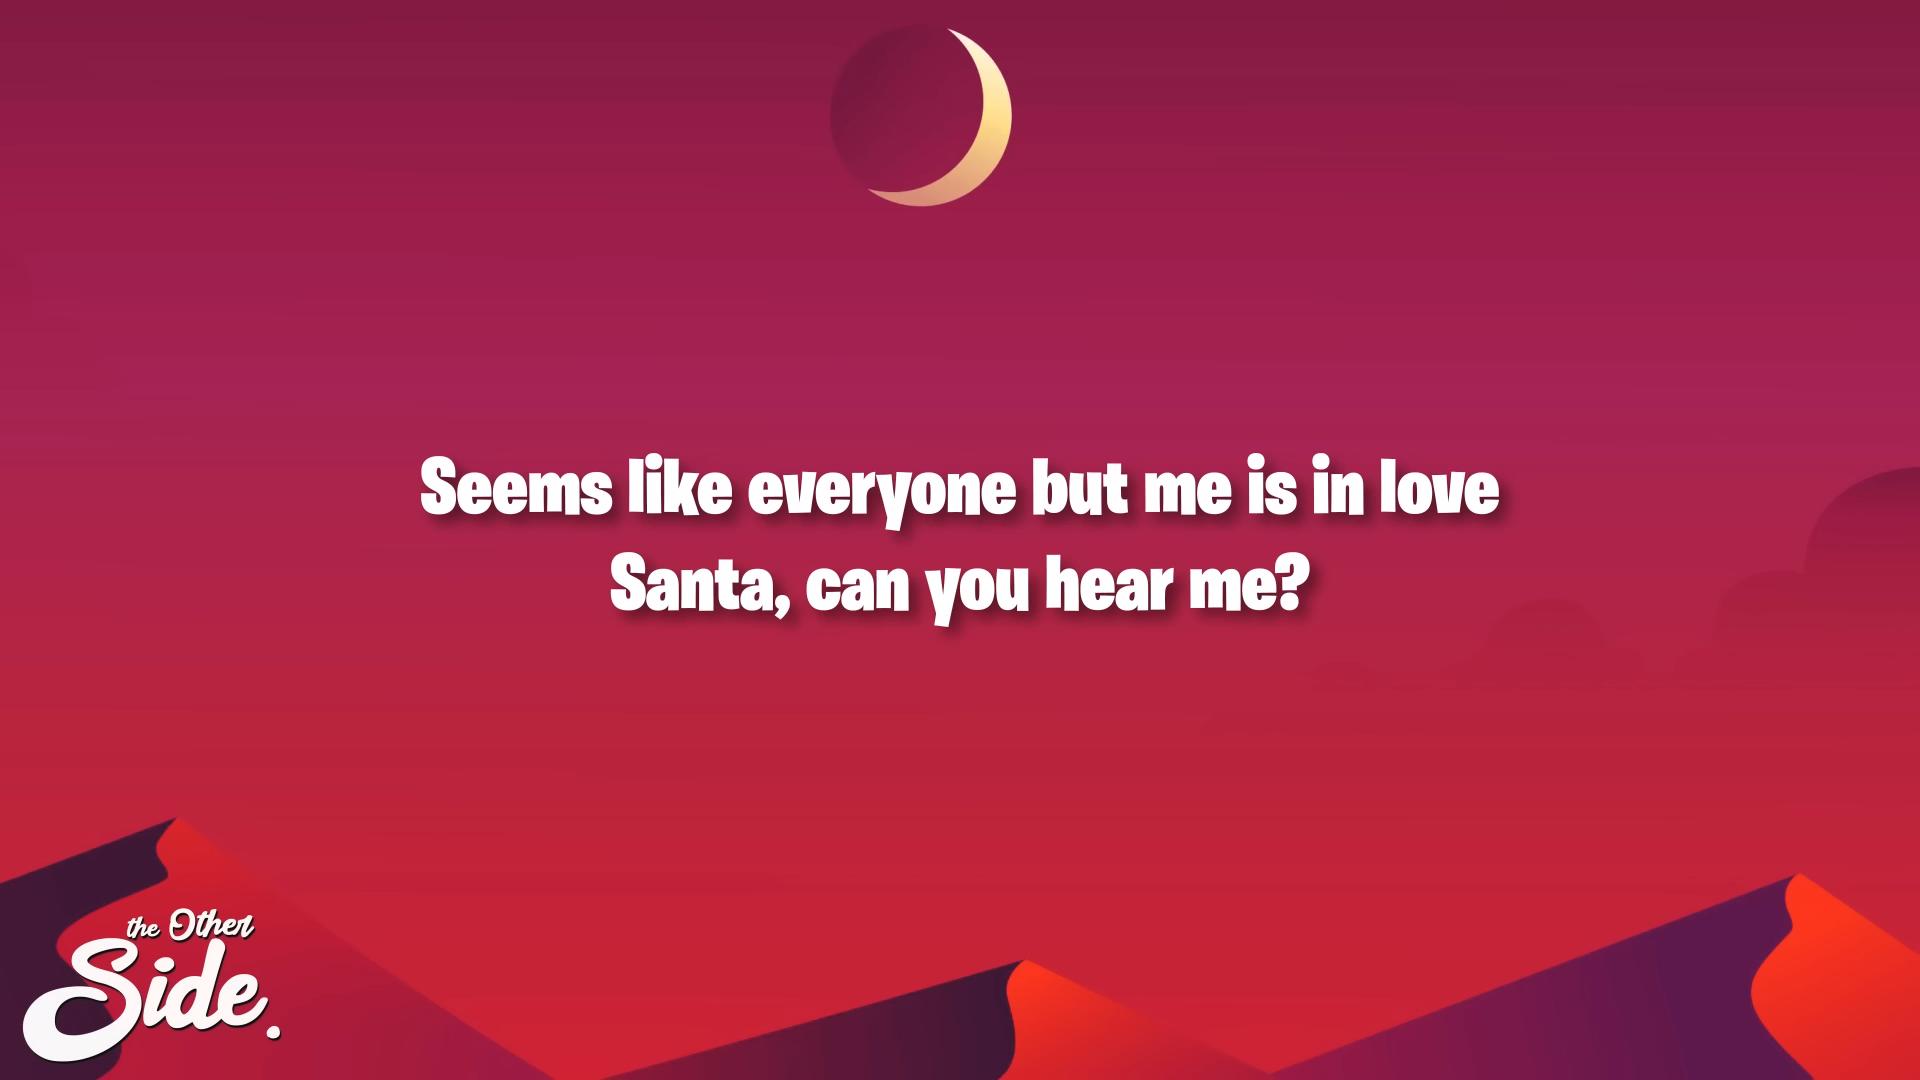 Seems like everyone but me is in love
Santa, can you hear me?
the Other
Side.